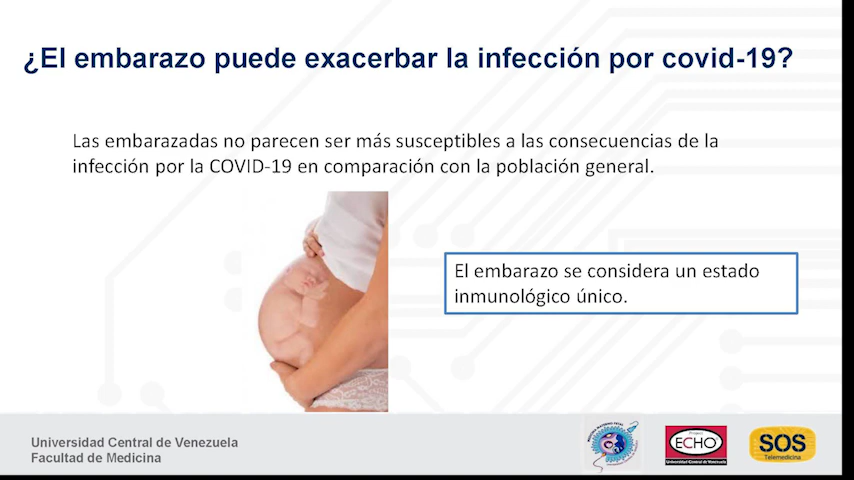 ¿El embarazo puede exacerbar la infección por covid-19?
Las embarazadas no parecen ser más susceptibles a las consecuencias de la
infección por la COVID-19 en comparación con la población general.
El embarazo se considera un estado
inmunológico único.
Universidad Central de Venezuela
Facultad de Medicina
Project
ECHO
Universidad Central de Venezuela
SOS
Telemedicina